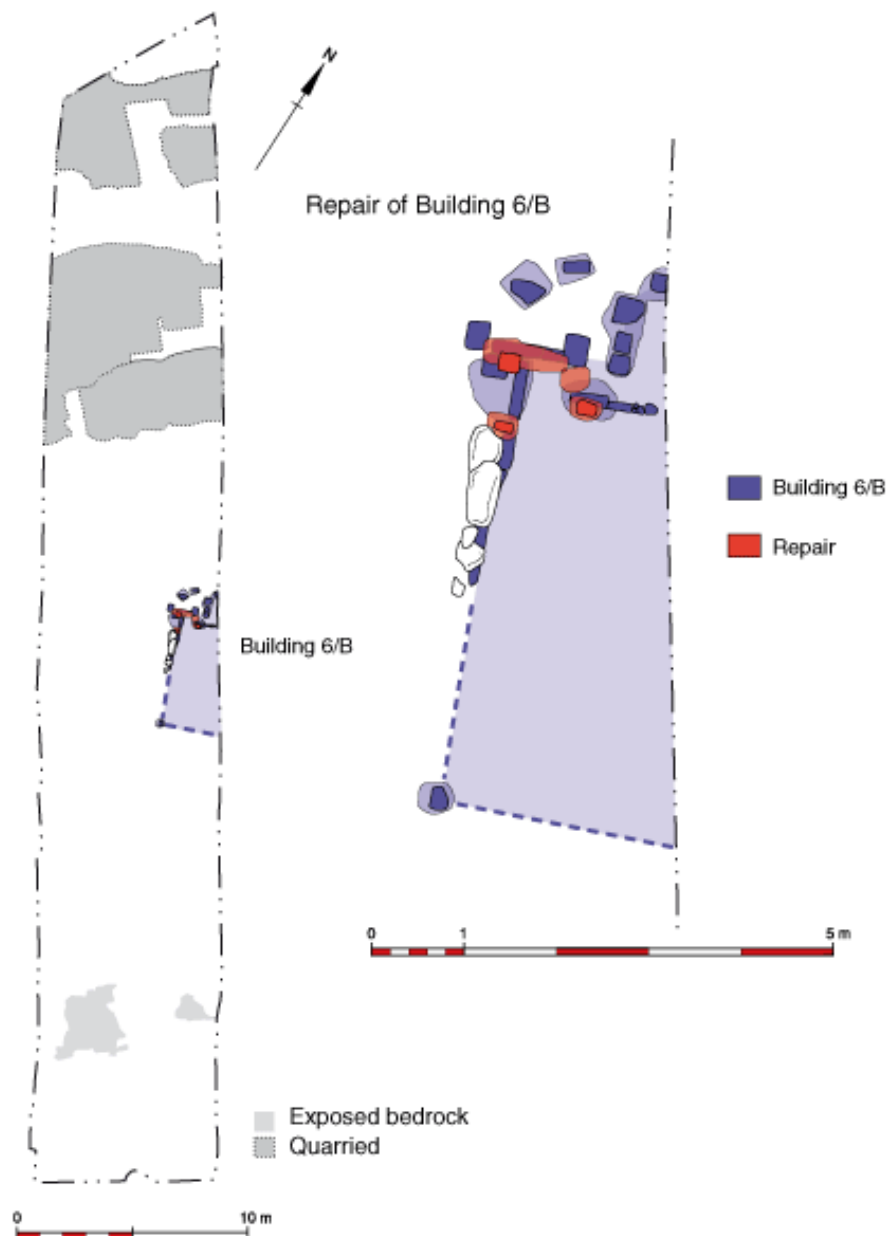 N
Repair of Building 6/B
Building 6/B
Repair
Building 6/B
0 1 5 m
Exposed bedrock
Quarried
0 10 m